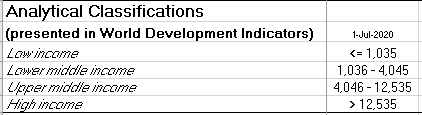 Analytical Classifications
(presented in World Development Indicators) 1-Jul-2020
Low income <= 1,035
Lower middle income 1,036 - 4,045
Upper middle income 4,046 - 12,535
High income > 12,535